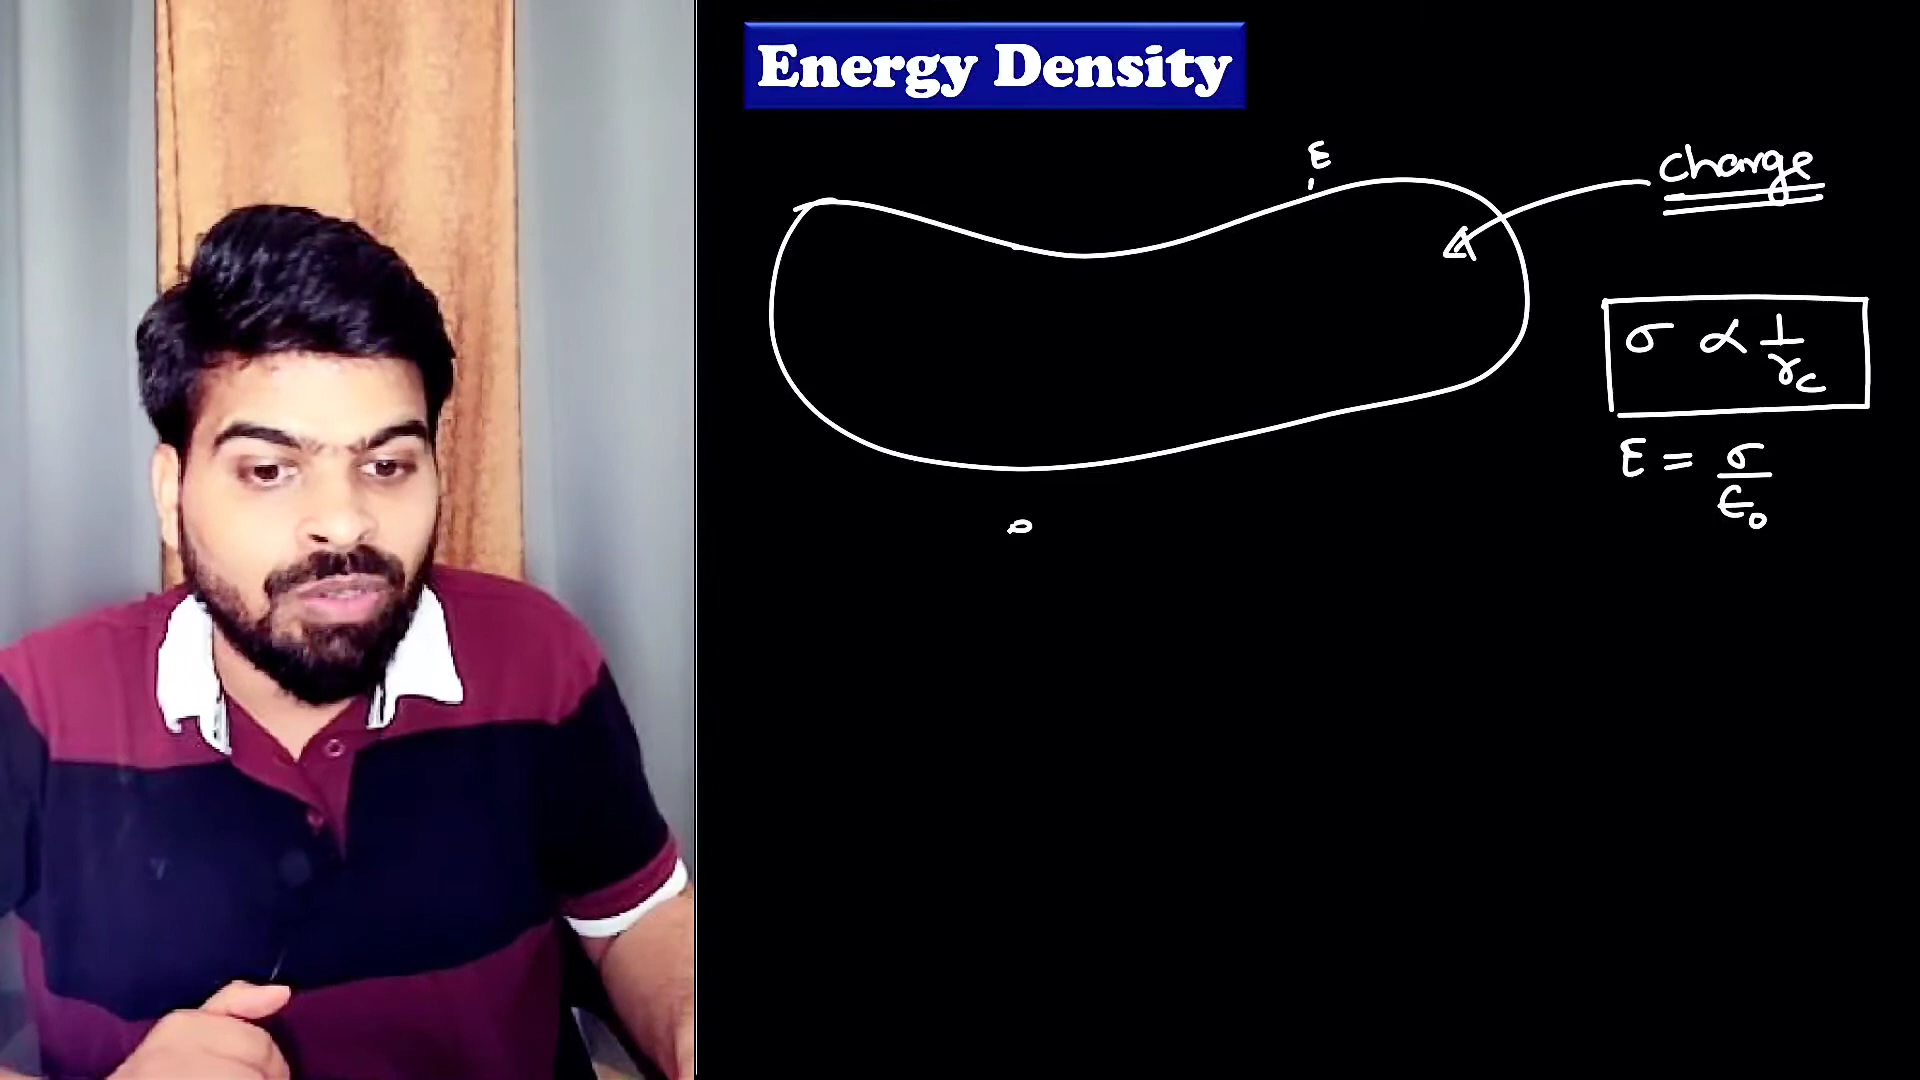 Energy Density
E
charge
σ ∝ 1/r_c
E = σ/ε₀